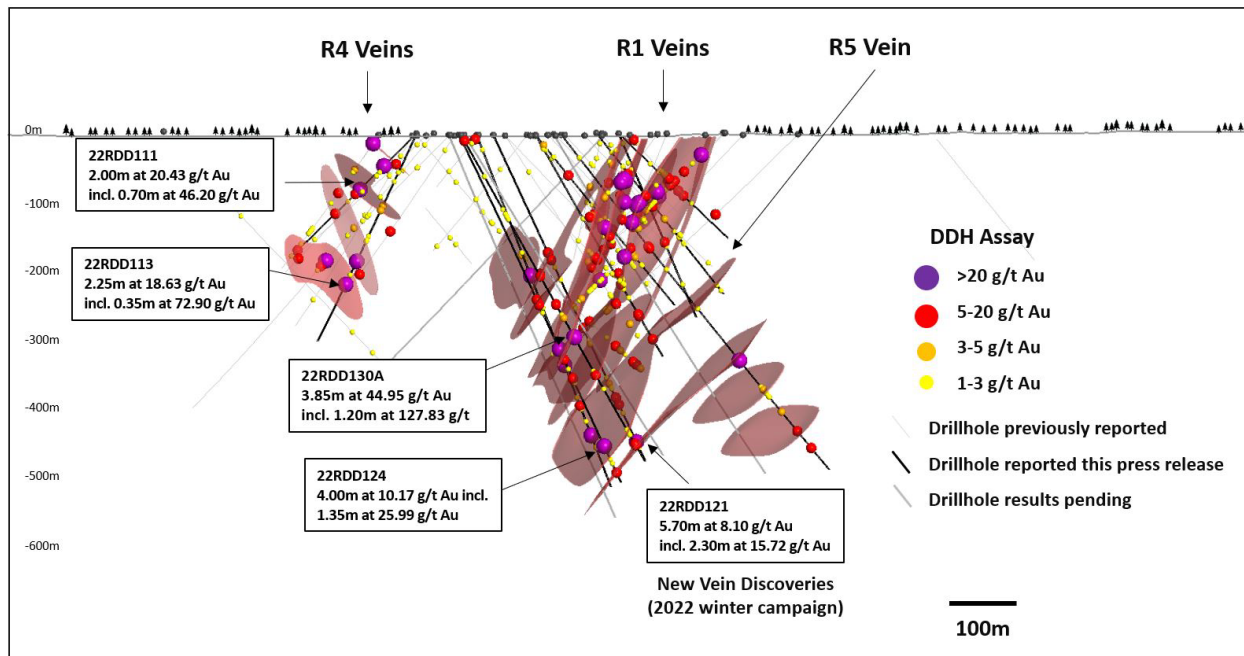 R4 Veins
R1 Veins
R5 Vein
0m
22RDD111
2.00m at 20.43 g/t Au
incl. 0.70m at 46.20 g/t Au
-100m
-200m
22RDD113
2.25m at 18.63 g/t Au
incl. 0.35m at 72.90 g/t Au
-300m
22RDD130A
3.85m at 44.95 g/t Au
incl. 1.20m at 127.83 g/t
-400m
22RDD124
4.00m at 10.17 g/t Au incl.
1.35m at 25.99 g/t Au
-500m
22RDD121
5.70m at 8.10 g/t Au
incl. 2.30m at 15.72 g/t Au
-600m
New Vein Discoveries
(2022 winter campaign)
DDH Assay
>20 g/t Au
5-20 g/t Au
3-5 g/t Au
1-3 g/t Au
Drillhole previously reported
Drillhole reported this press release
Drillhole results pending
100m